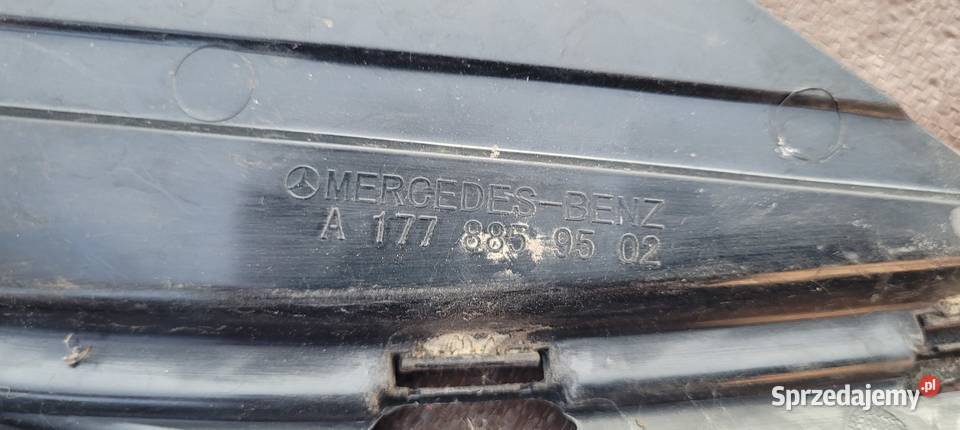 MERCEDES-BENZ
A 177 885 95 02
Sprzedajemy.pl